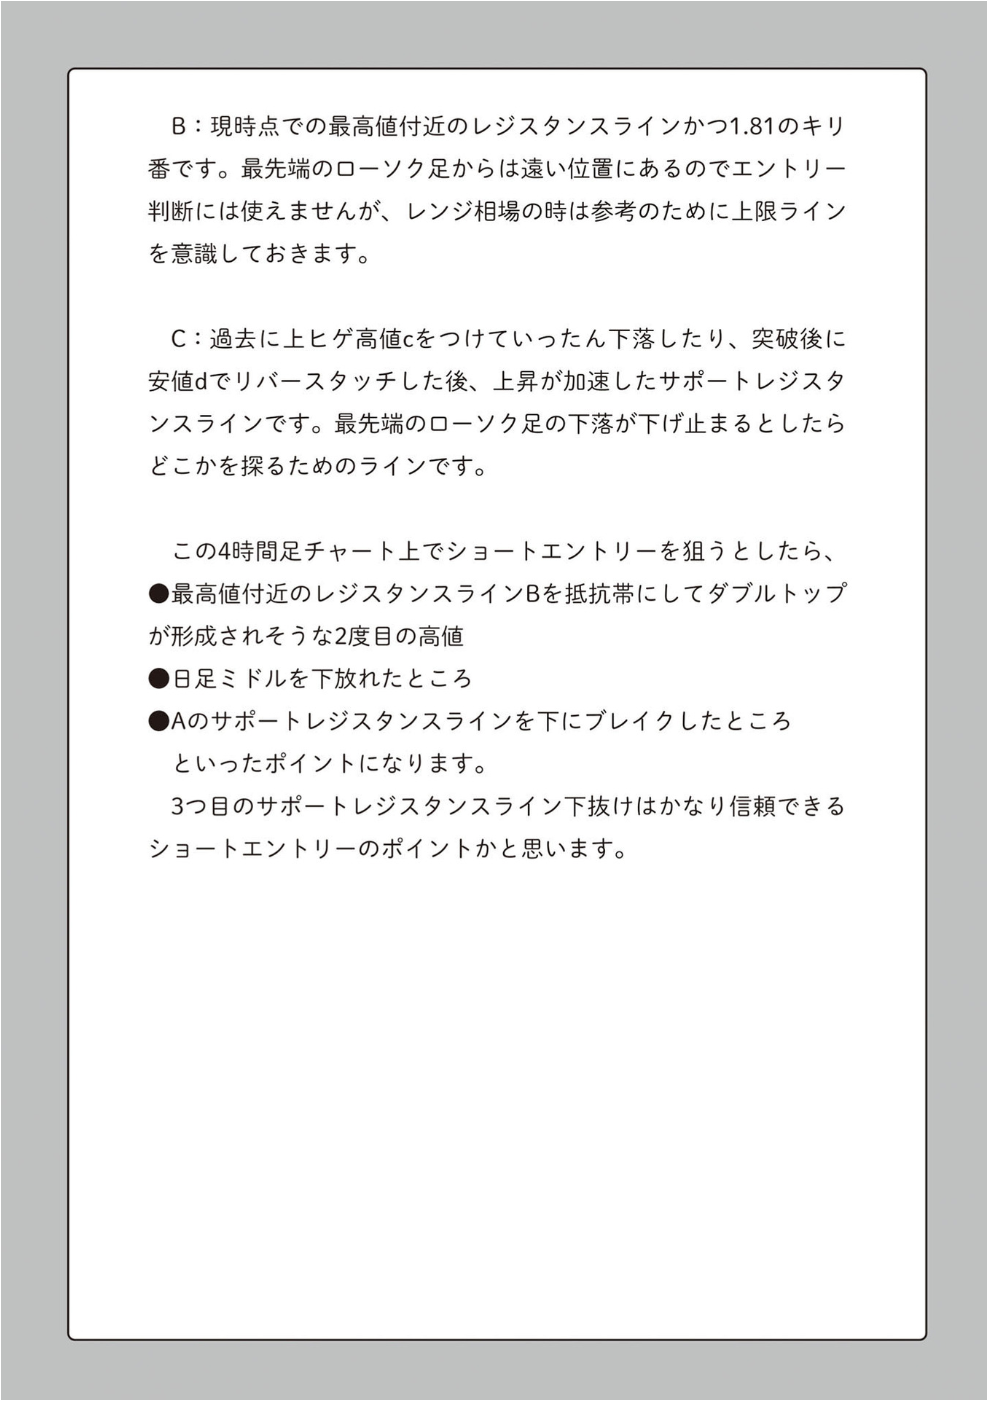 B：現時点での最高値付近のレジスタンスラインかつ1.81のキリ
番です。最先端のローソク足からは遠い位置にあるのでエントリー
判断には使えませんが、レンジ相場の時は参考のために上限ライン
を意識しておきます。
　C：過去に上ヒゲ高値cをつけていったん下落したり、突破後に
安値dでリバースタッチした後、上昇が加速したサポートレジスタ
ンスラインです。最先端のローソク足の下落が下げ止まるとしたら
どこかを探るためのラインです。
　この4時間足チャート上でショートエントリーを狙うとしたら、
●最高値付近のレジスタンスラインBを抵抗帯にしてダブルトップ
が形成されそうな2度目の高値
●日足ミドルを下放れたところ
●Aのサポートレジスタンスラインを下にブレイクしたところ
　といったポイントになります。
　3つ目のサポートレジスタンスライン下抜けはかなり信頼できる
ショートエントリーのポイントかと思います。